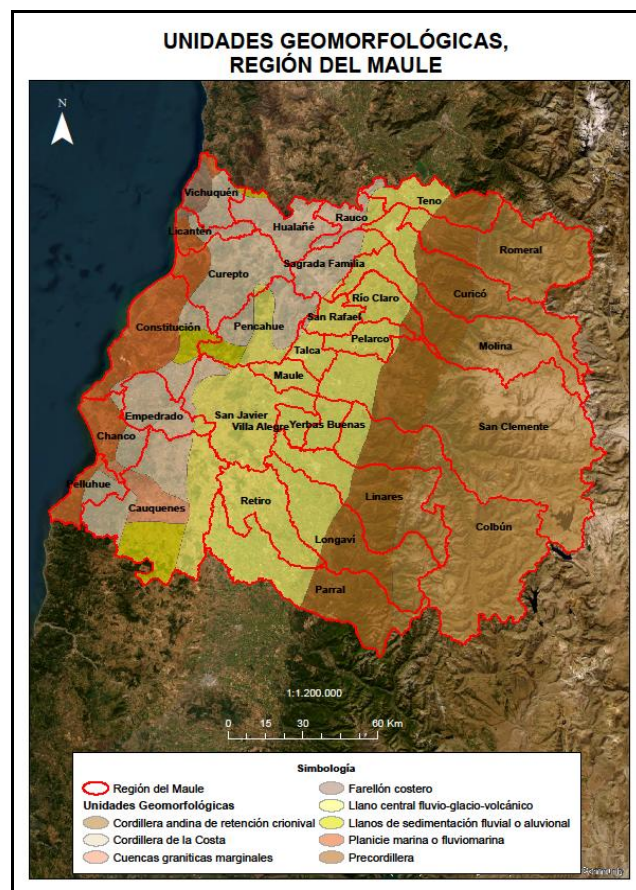 UNIDADES GEOMORFOLÓGICAS,
REGIÓN DEL MAULE
N
Vichuquén
Teno
Rauco
Licantén
Hualañé
Romeral
Sagrada Familia
Curepto
Curicó
Río Claro
Constitución
Pencahue
San Rafael
Pelarco
Molina
Talca
Maule
Empedrado
San Javier
Villa Alegre
Yerbas Buenas
San Clemente
Chanco
Pelluhue
Cauquenes
Retiro
Linares
Colbún
Longaví
Parral
1:1.200.000
0 15 30 60 Km
Simbología
Región del Maule
Unidades Geomorfológicas
Cordillera andina de retención crionival
Cordillera de la Costa
Cuencas graniticas marginales
Farellón costero
Llano central fluvio-glacio-volcánico
Llanos de sedimentación fluvial o aluvional
Planicie marina o fluviomarina
Precordillera